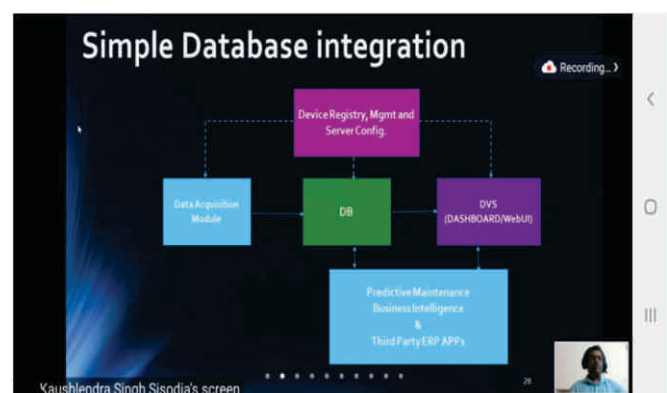 Simple Database integration
Recording...
Device Registry, Mgmt and
Server Config.
Data Acquisition
Module
DB
DVS
(DASHBOARD/WebUI)
Predictive Maintenance
Business Intelligence
&
Third Party ERP APPs
28
Kaushlendra Singh Sisodia's screen